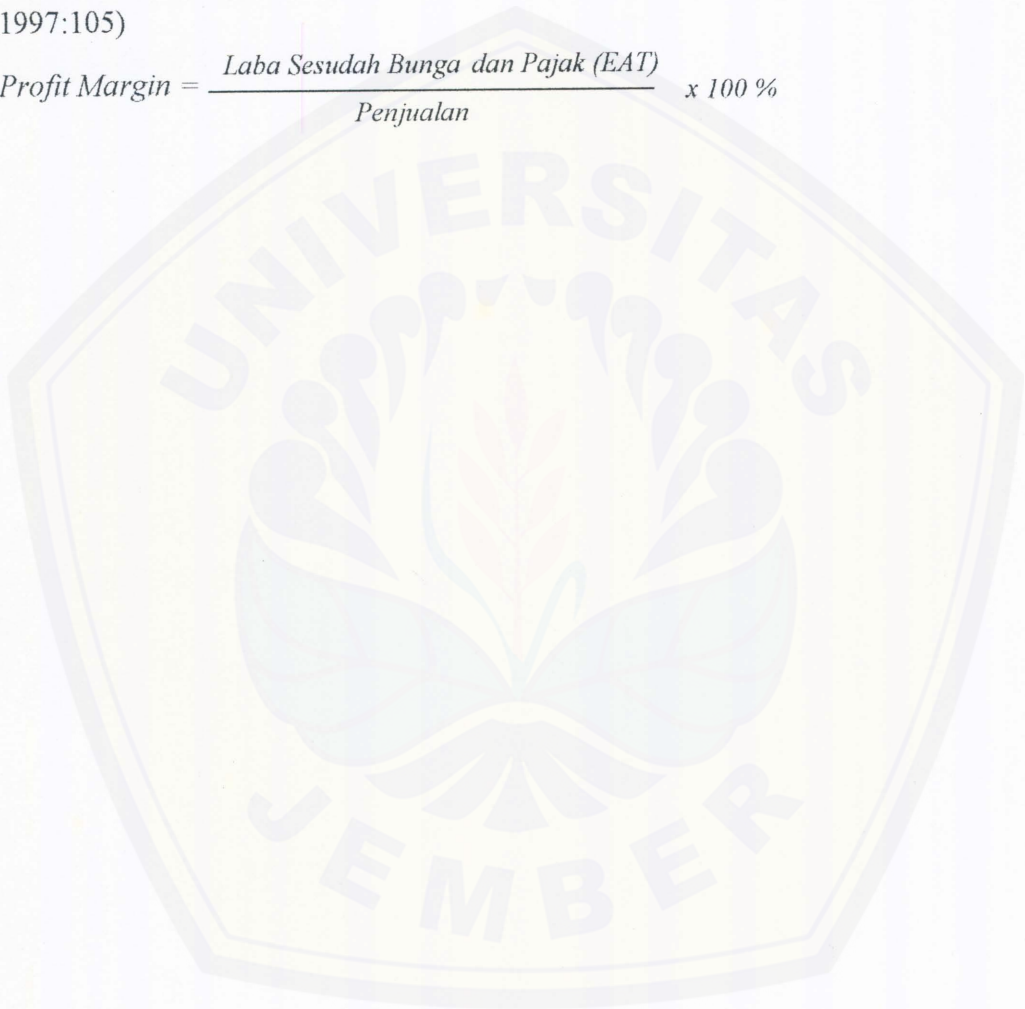 1997:105)
Profit Margin = Laba Sesudah Bunga dan Pajak (EAT) x 100 %
Penjualan
UNIVERSITAS
JEMBER